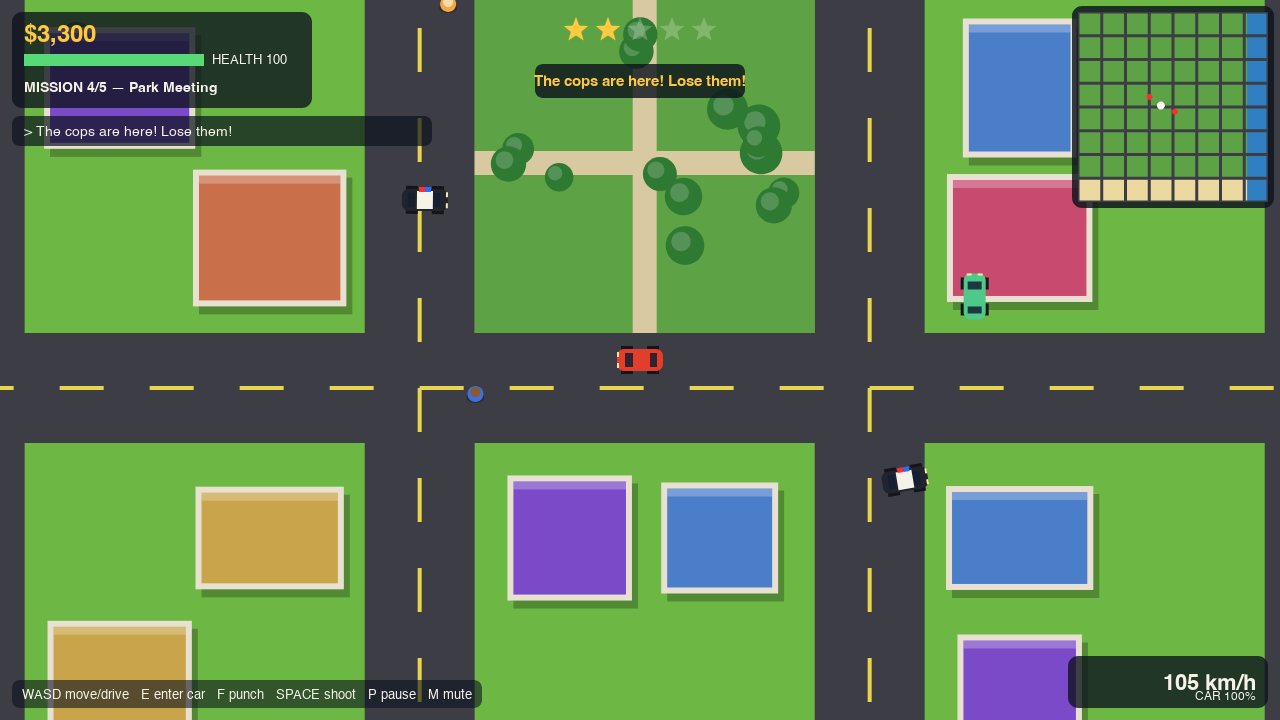 $3,300
HEALTH 100
MISSION 4/5 — Park Meeting
The cops are here! Lose them!
> The cops are here! Lose them!
WASD move/drive E enter car F punch SPACE shoot P pause M mute
105 km/h
CAR 100%